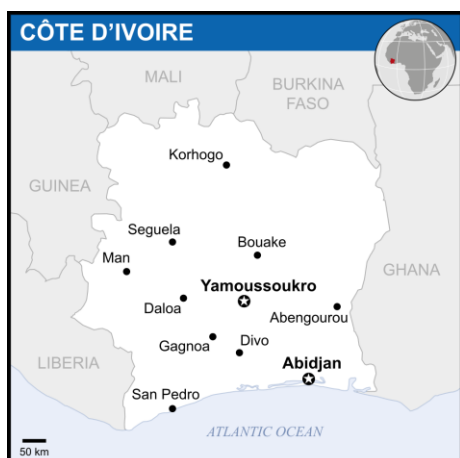 CÔTE D'IVOIRE
MALI
BURKINA
FASO
Korhogo
GUINEA
Seguela
Bouake
Man
Yamoussoukro
GHANA
Daloa
Abengourou
Gagnoa
Divo
LIBERIA
Abidjan
San Pedro
ATLANTIC OCEAN
50 km